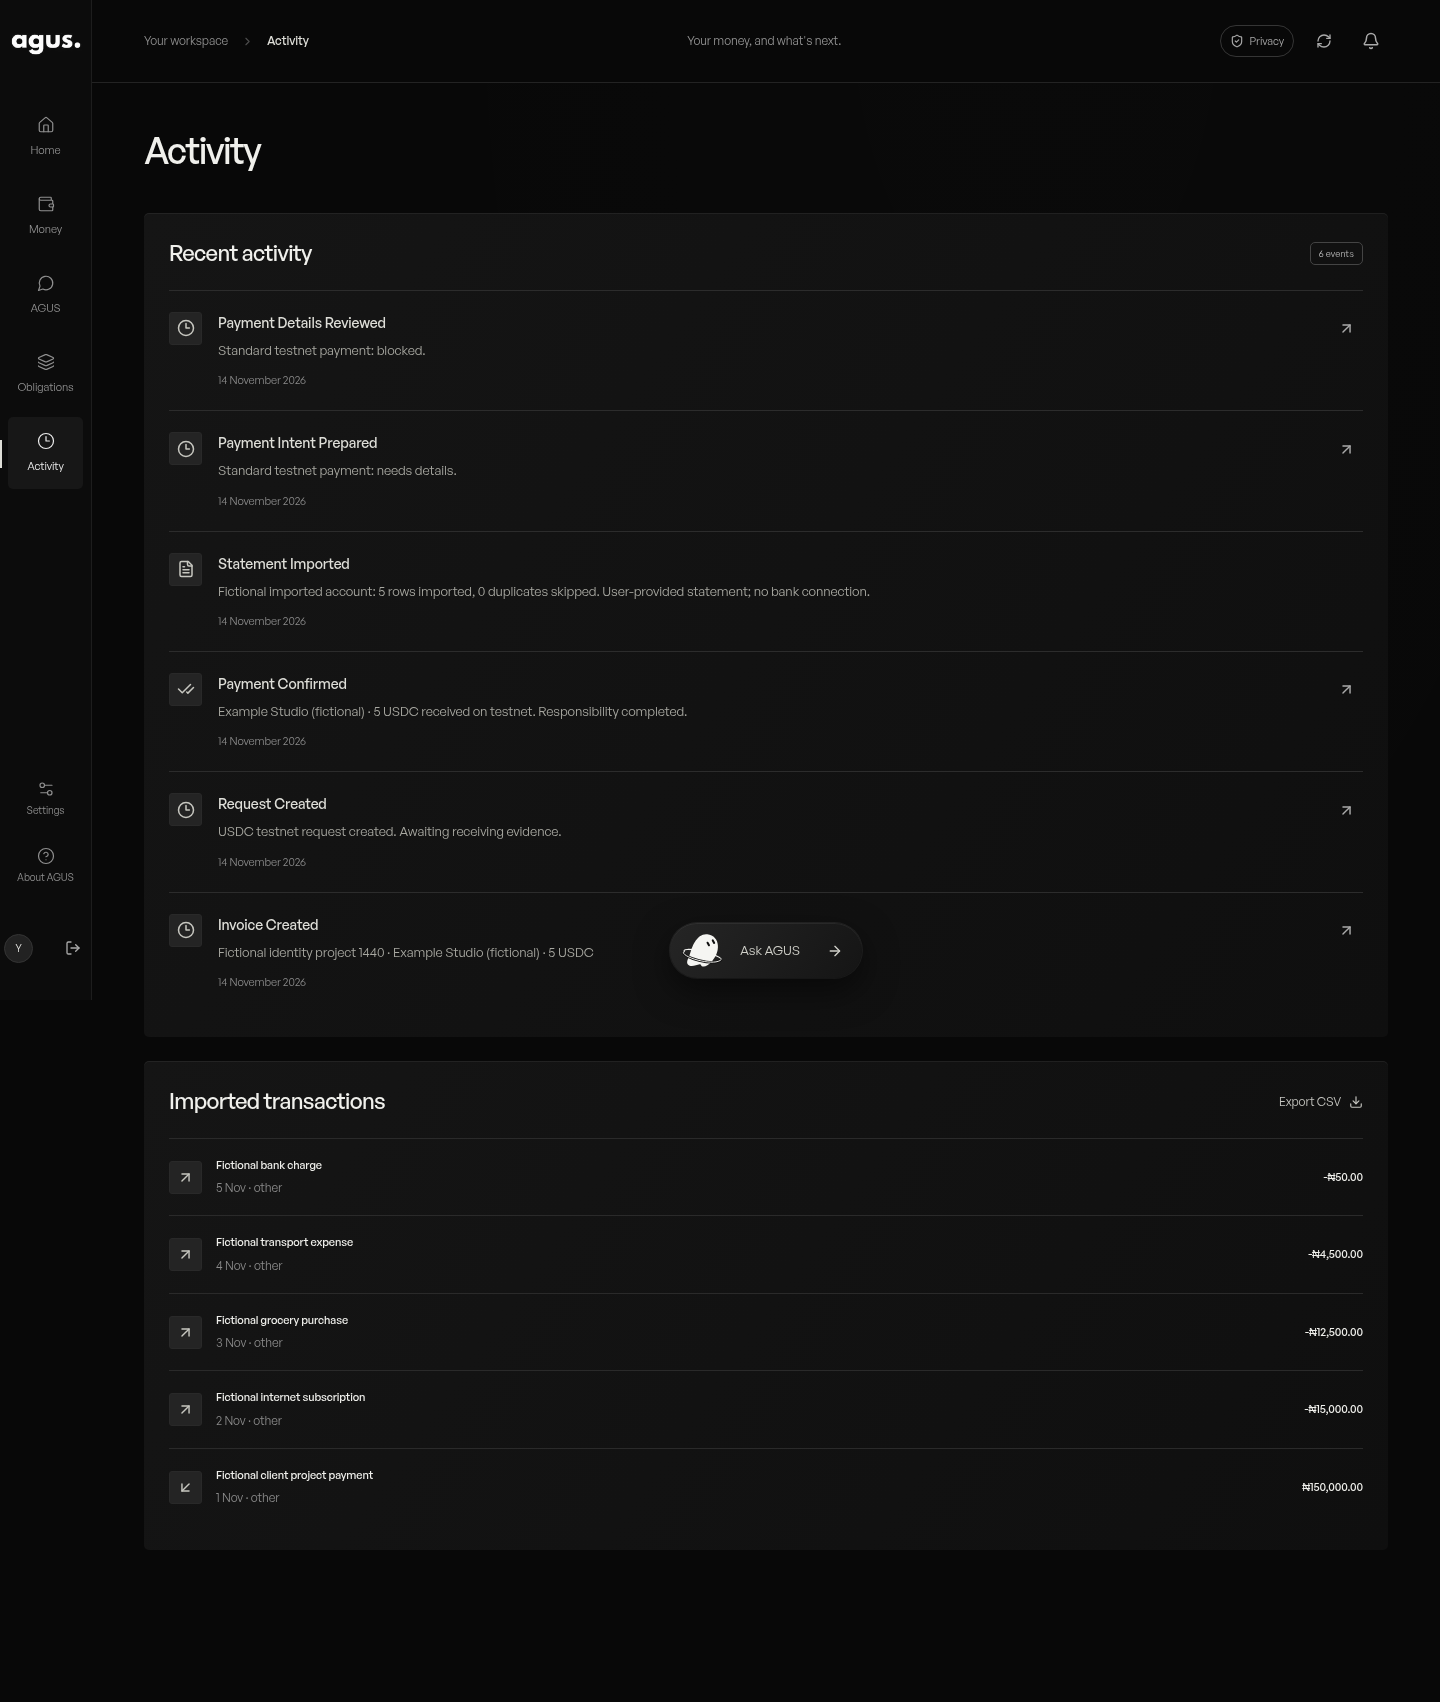 agus.
Your workspace
Activity
Your money, and what's next.
Privacy
Home
Money
AGUS
Obligations
Activity
Settings
About AGUS
Y
Activity
Recent activity
6 events
Payment Details Reviewed
Standard testnet payment: blocked.
14 November 2026
Payment Intent Prepared
Standard testnet payment: needs details.
14 November 2026
Statement Imported
Fictional imported account: 5 rows imported, 0 duplicates skipped. User-provided statement; no bank connection.
14 November 2026
Payment Confirmed
Example Studio (fictional) · 5 USDC received on testnet. Responsibility completed.
14 November 2026
Request Created
USDC testnet request created. Awaiting receiving evidence.
14 November 2026
Invoice Created
Fictional identity project 1440 · Example Studio (fictional) · 5 USDC
14 November 2026
Ask AGUS
Imported transactions
Export CSV
Fictional bank charge
5 Nov · other
-₦50.00
Fictional transport expense
4 Nov · other
-₦4,500.00
Fictional grocery purchase
3 Nov · other
-₦12,500.00
Fictional internet subscription
2 Nov · other
-₦15,000.00
Fictional client project payment
1 Nov · other
₦150,000.00